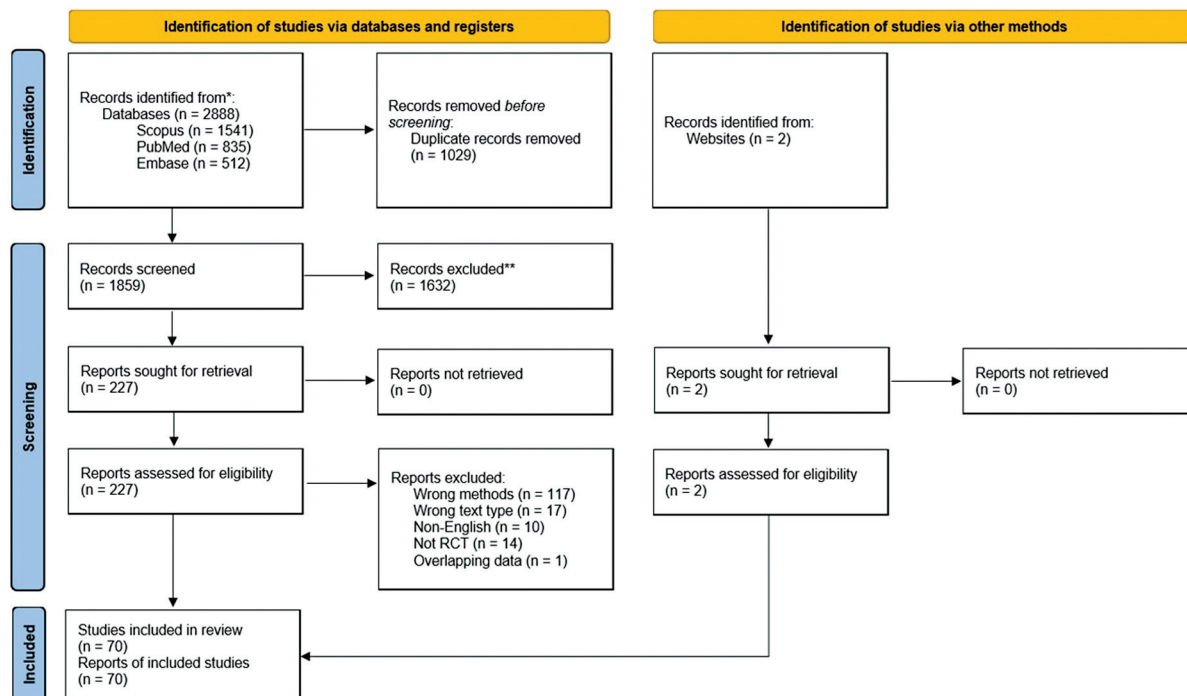 Identification of studies via databases and registers
Identification of studies via other methods
Identification
Records identified from*:
Databases (n = 2888)
Scopus (n = 1541)
PubMed (n = 835)
Embase (n = 512)
Records removed before
screening:
Duplicate records removed
(n = 1029)
Records identified from:
Websites (n = 2)
Screening
Records screened
(n = 1859)
Records excluded**
(n = 1632)
Reports sought for retrieval
(n = 227)
Reports not retrieved
(n = 0)
Reports sought for retrieval
(n = 2)
Reports not retrieved
(n = 0)
Reports assessed for eligibility
(n = 227)
Reports excluded:
Wrong methods (n = 117)
Wrong text type (n = 17)
Non-English (n = 10)
Not RCT (n = 14)
Overlapping data (n = 1)
Reports assessed for eligibility
(n = 2)
Included
Studies included in review
(n = 70)
Reports of included studies
(n = 70)